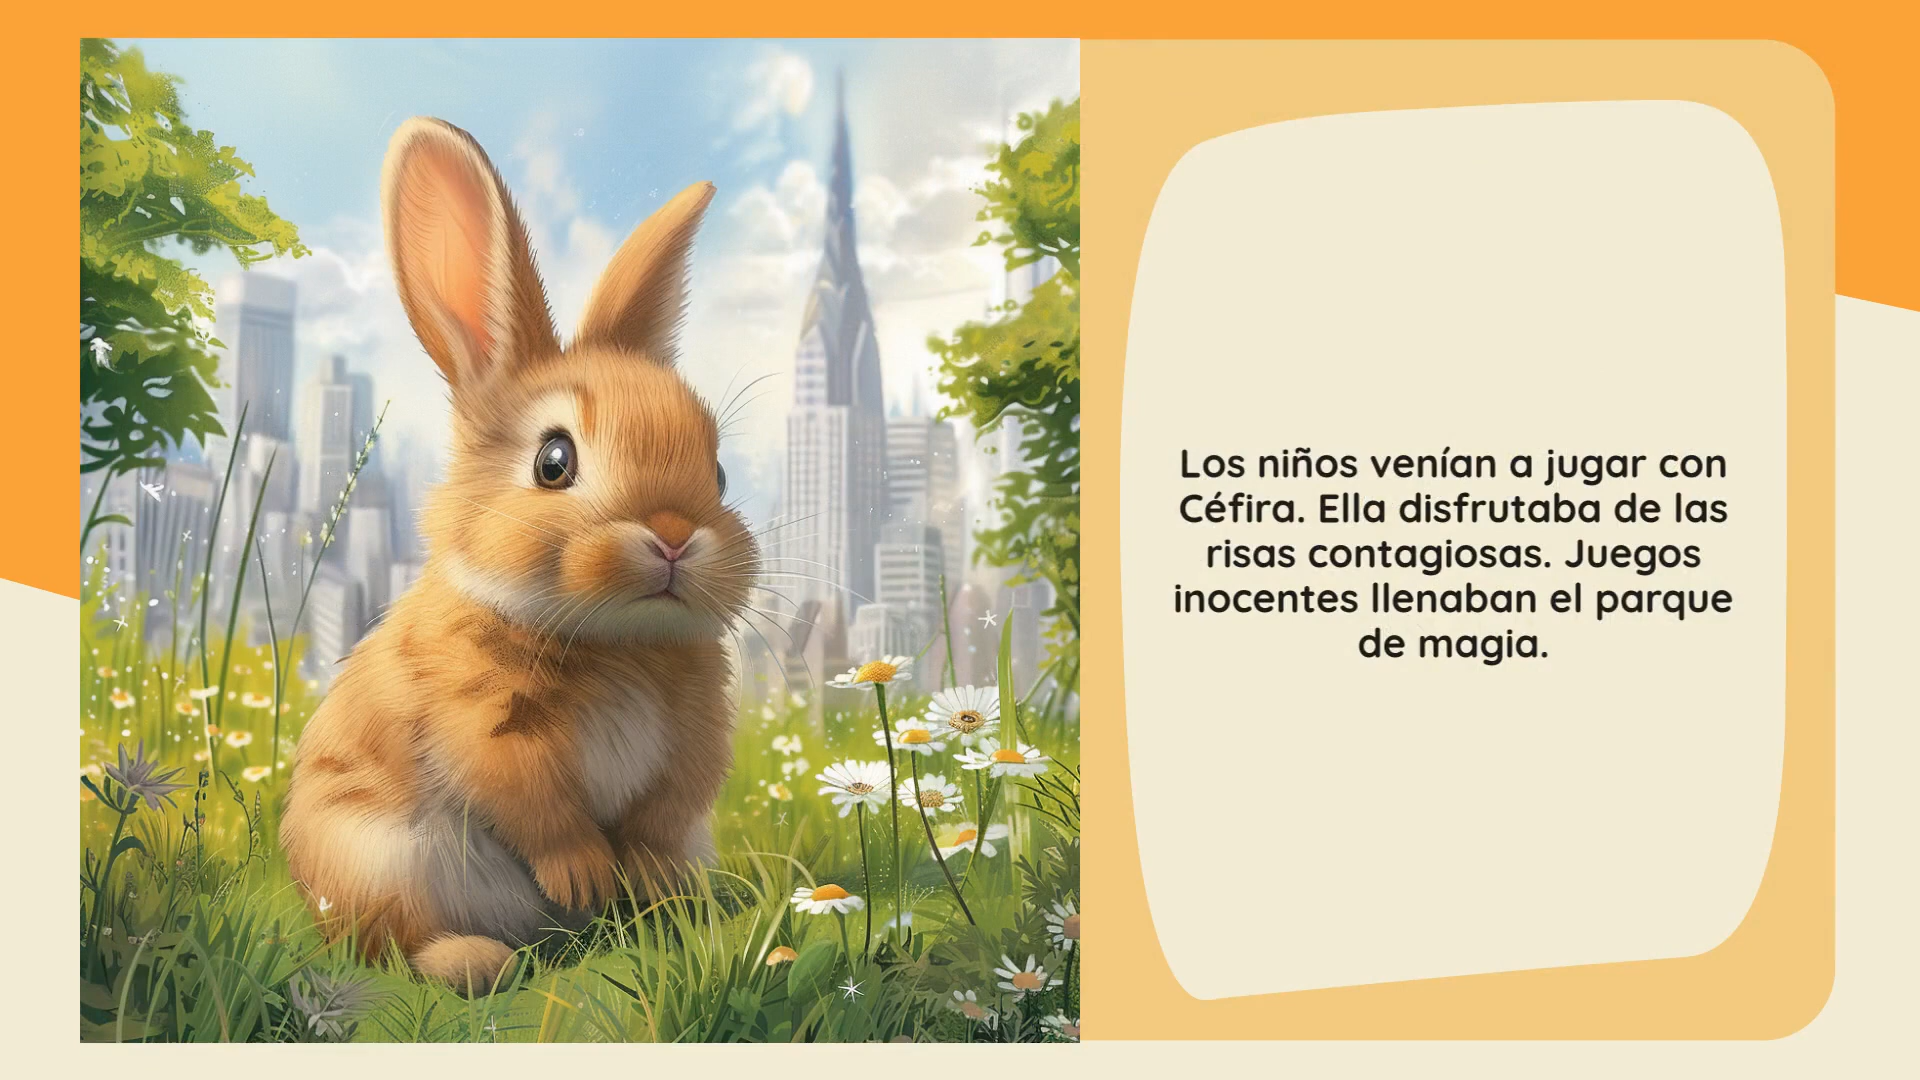 Los niños venían a jugar con
Céfira. Ella disfrutaba de las
risas contagiosas. Juegos
inocentes llenaban el parque
de magia.